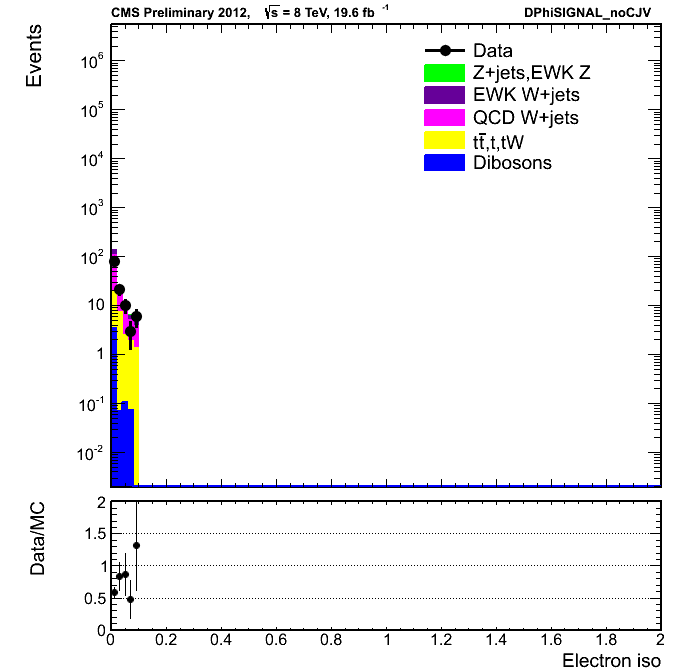 CMS Preliminary 2012, √s = 8 TeV, 19.6 fb⁻¹ DPhiSIGNAL_noCJV
Events
10⁶
10⁵
10⁴
10³
10²
10
1
10⁻¹
10⁻²
Data
Z+jets,EWK Z
EWK W+jets
QCD W+jets
tt̄,t,tW
Dibosons
Data/MC
2
1.5
1
0.5
0
0 0.2 0.4 0.6 0.8 1 1.2 1.4 1.6 1.8 2
Electron iso